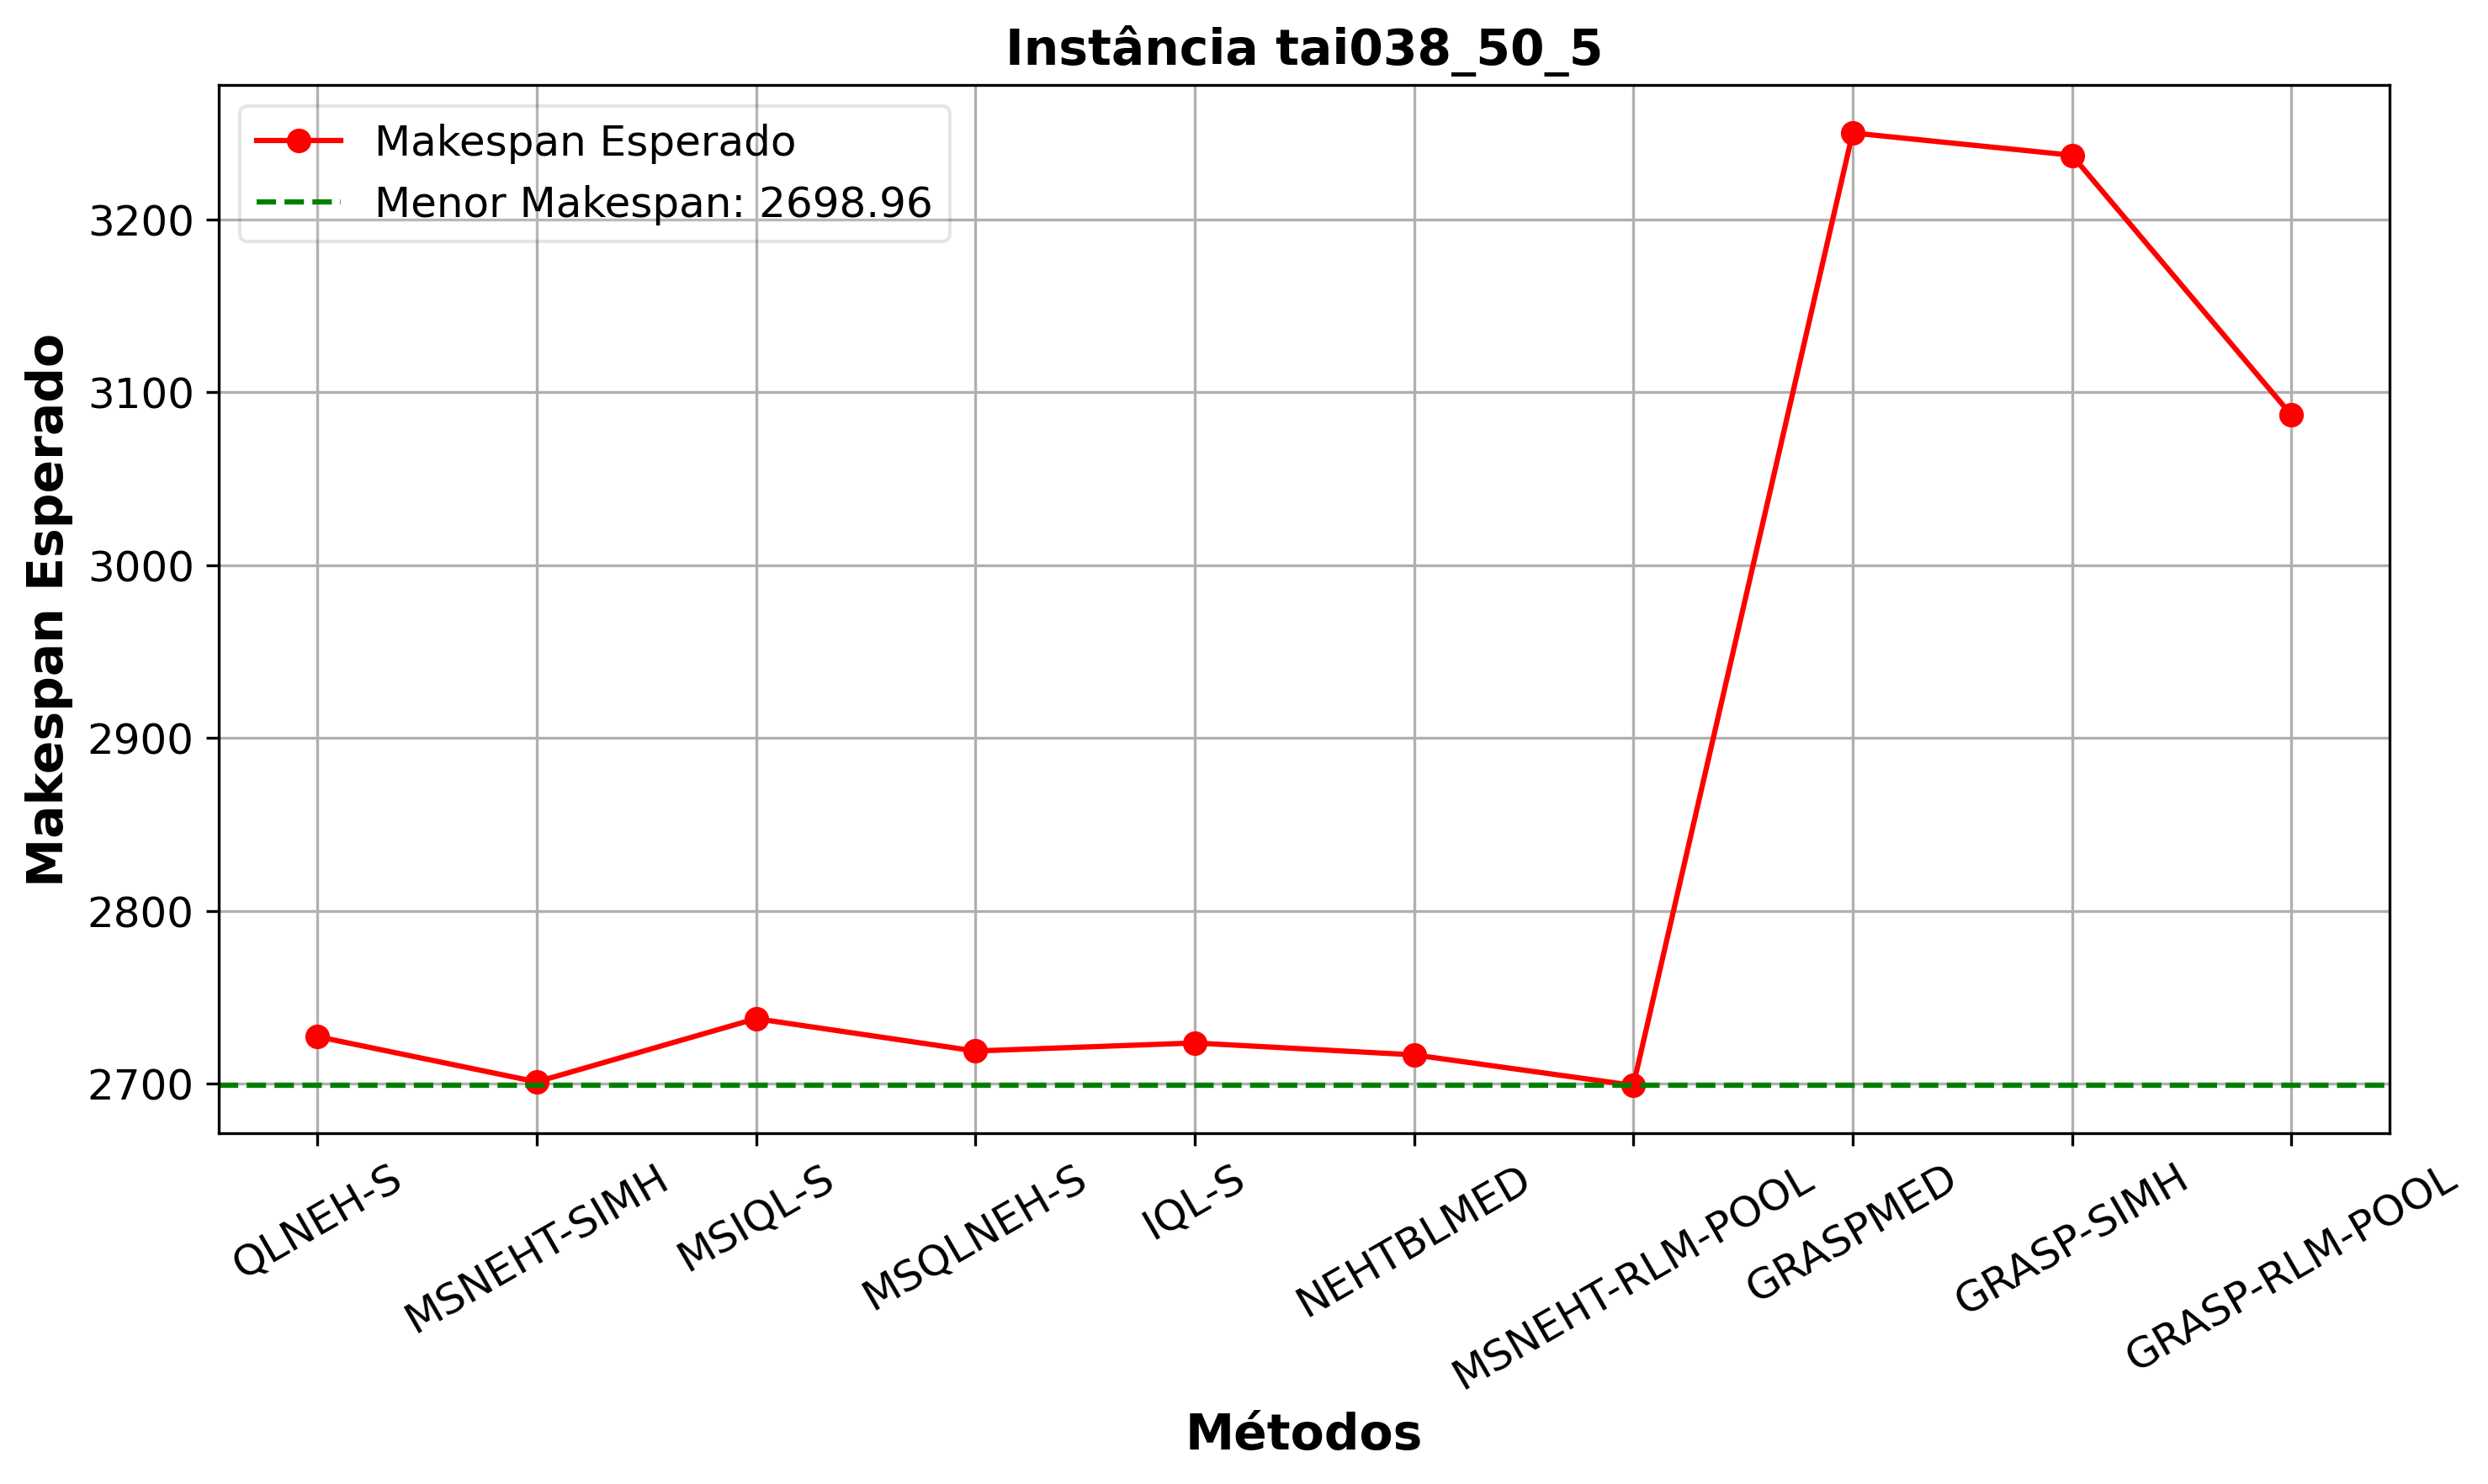 Instância tai038_50_5
Makespan Esperado
Menor Makespan: 2698.96
Makespan Esperado
3200
3100
3000
2900
2800
2700
QLNEH-S
MSNEHT-SIMH
MSIQL-S
MSQLNEH-S
IQL-S
NEHTBLMED
MSNEHT-RLM-POOL
GRASPMED
GRASP-SIMH
GRASP-RLM-POOL
Métodos